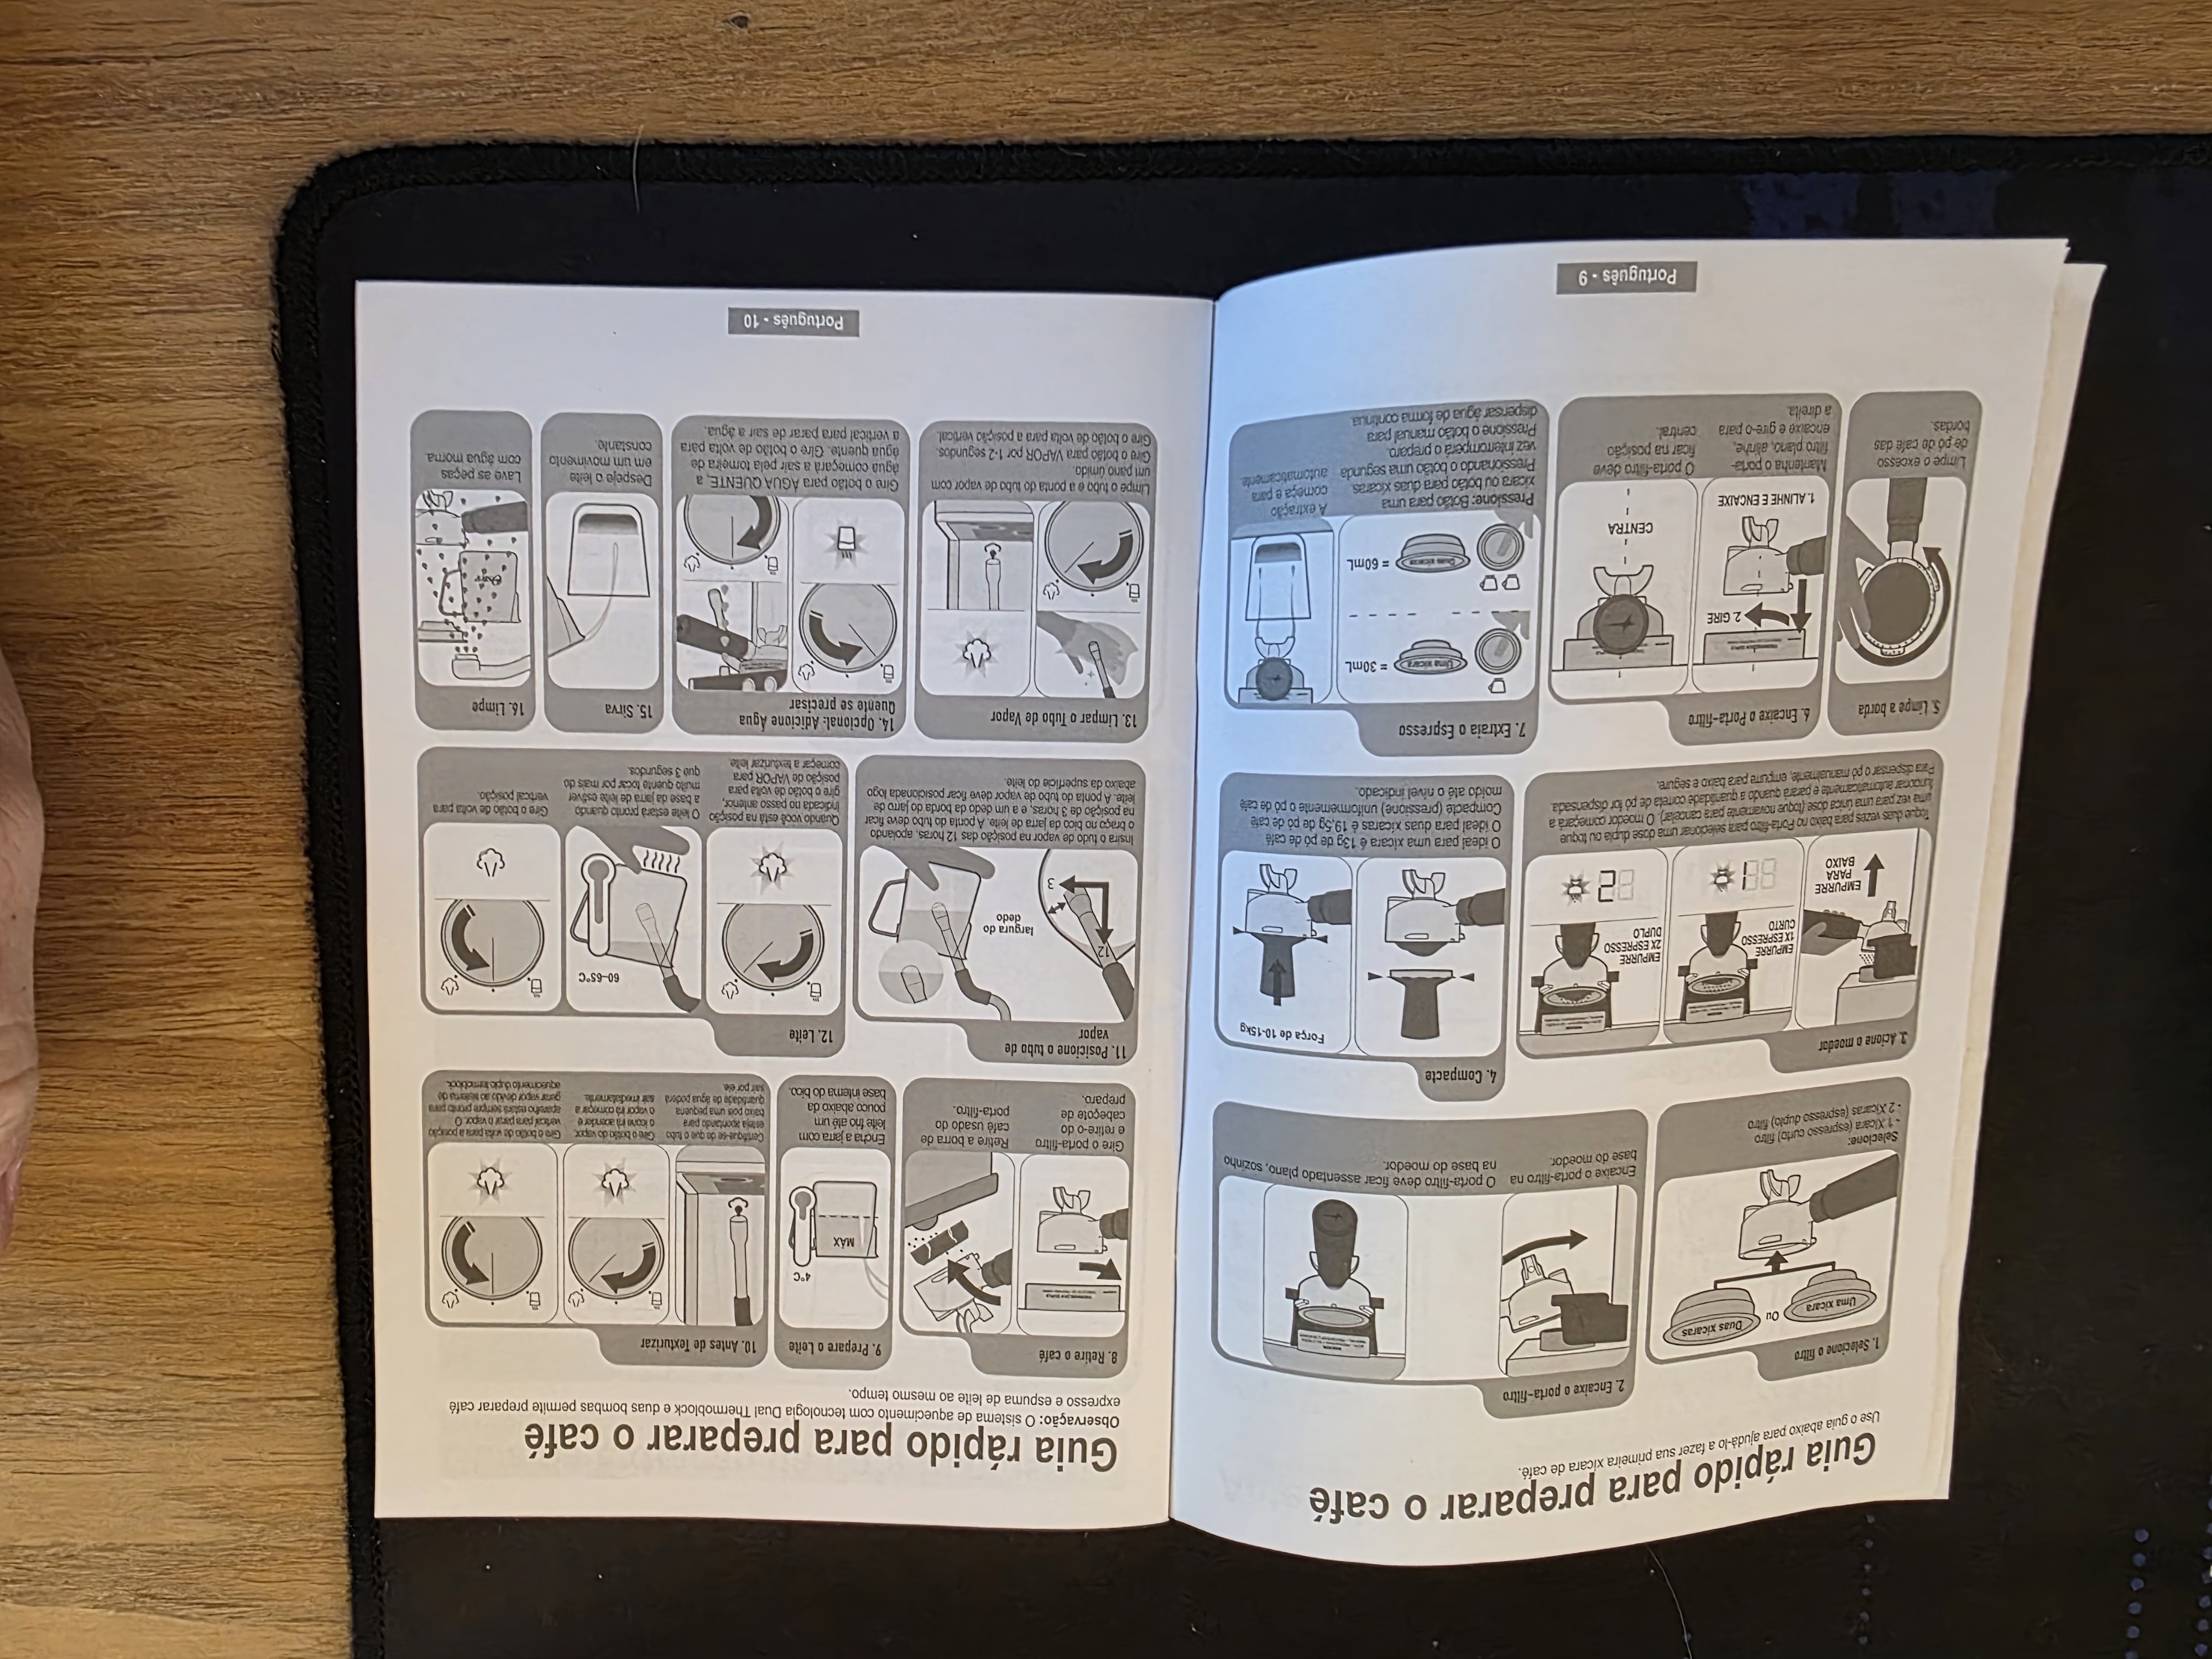 Guia rápido para preparar o café
Use o guia abaixo para ajudá-lo a fazer sua primeira xícara de café.
1. Selecione o filtro
Uma xícara
Ou
Duas xícaras
Selecione:
- 1 Xícara (espresso curto) filtro
- 2 Xícaras (espresso duplo) filtro
2. Encaixe o porta-filtro
Encaixe o porta-filtro na
base do moedor.
O porta-filtro deve ficar assentado plano, sozinho
na base do moedor.
3. Acione o moedor
EMPURRE
PARA
BAIXO
EMPURRE
1X ESPRESSO
CURTO
1
EMPURRE
2X ESPRESSO
DUPLO
2
Toque duas vezes para baixo no Porta-filtro para selecionar uma dose dupla ou toque
uma vez para uma única dose (toque novamente para cancelar). O moedor começará a
funcionar automaticamente e parará quando a quantidade correta de pó for dispensada.
Para dispensar o pó manualmente, empurre para baixo e segure.
4. Compacte
Força de 10-15kg
O ideal para uma xícara é 13g de pó de café
O ideal para duas xícaras é 19,5g de pó de café
Compacte (pressione) uniformemente o pó de café
moído até o nível indicado.
5. Limpe a borda
Limpe o excesso
de pó de café das
bordas.
6. Encaixe o Porta-filtro
2. GIRE
1. ALINHE E ENCAIXE
CENTRA
Mantenha o porta-
filtro plano, alinhe,
encaixe e gire-o para
a direita.
O porta-filtro deve
ficar na posição
central.
7. Extraia o Espresso
Uma xícara
= 30mL
Duas xícaras
= 60mL
Pressione: Botão para uma
xícara ou botão para duas xícaras.
Pressionando o botão uma segunda
vez interromperá o preparo.
Pressione o botão manual para
dispensar água de forma contínua.
A extração
começa e para
automaticamente.
Português - 9
Guia rápido para preparar o café
Observação: O sistema de aquecimento com tecnologia Dual Thermoblock e duas bombas permite preparar café
expresso e espuma de leite ao mesmo tempo.
8. Retire o café
Gire o porta-filtro
e retire-o do
cabeçote de
preparo.
Retire a borra de
café usado do
porta-filtro.
9. Prepare o Leite
4°C
MÁX
Encha a jarra com
leite frio até um
pouco abaixo da
base interna do bico.
10. Antes de Texturizar
Certifique-se de que o tubo
esteja apontando para
baixo pois uma pequena
quantidade de água poderá
sair por ele.
Gire o botão do vapor,
o ícone irá acender e
o vapor irá começar a
sair imediatamente.
Gire o botão de volta para a posição
vertical para parar o vapor. O
aparelho estará sempre pronto para
gerar vapor devido ao sistema de
aquecimento duplo termoblock.
11. Posicione o tubo de
vapor
12
3
largura do
dedo
Insira o tudo de vapor na posição das 12 horas, apoiando
o braço no bico da jarra de leite. A ponta do tubo deve ficar
na posição de 3 horas, e a um dedo da borda do jarro de
leite. A ponta do tubo de vapor deve ficar posicionada logo
abaixo da superfície do leite.
12. Leite
60-65°C
Quando você está na posição
indicada no passo anterior,
gire o botão de volta para
posição de VAPOR para
começar a texturizar leite.
O leite estará pronto quando
a base da jarra de leite estiver
muito quente tocar por mais do
que 3 segundos.
Gire o botão de volta para
vertical posição.
13. Limpar o Tubo de Vapor
Limpe o tubo e a ponta do tubo de vapor com
um pano úmido.
Gire o botão para VAPOR por 1-2 segundos.
Gire o botão de volta para a posição vertical.
14. Opcional: Adicione Água
Quente se precisar
Gire o botão para ÁGUA QUENTE, a
água começará a sair pela torneira de
água quente. Gire o botão de volta para
a vertical para parar de sair a água.
15. Sirva
Despeje o leite
em um movimento
constante.
16. Limpe
Oster
Lave as peças
com água morna.
Português - 10